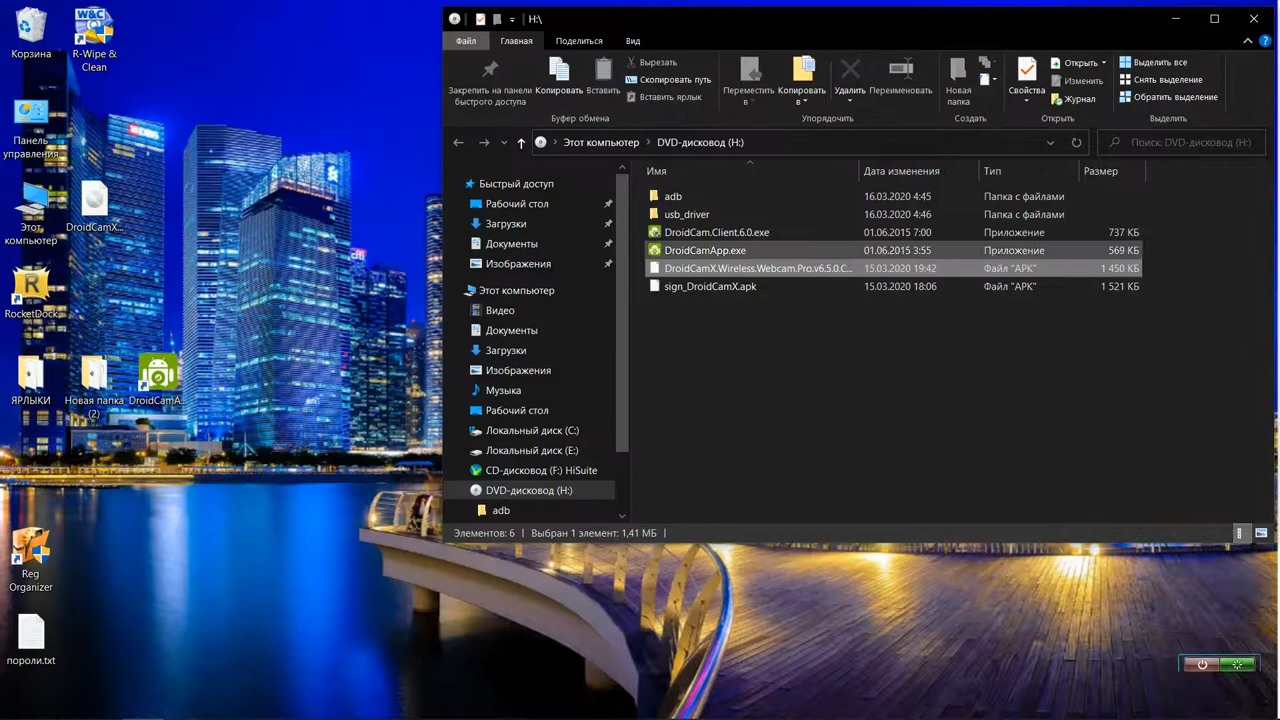 Корзина
R-Wipe &
Clean
Панель
управления
Этот
компьютер
DroidCamX...
RocketDock
ЯРЛЫКИ
Новая папка
(2)
DroidCamA...
Reg
Organizer
пороли.txt
H:\
Файл
Главная
Поделиться
Вид
Закрепить на панели
быстрого доступа
Копировать
Вставить
Вырезать
Скопировать путь
Вставить ярлык
Буфер обмена
Переместить
в
Копировать
в
Удалить
Переименовать
Упорядочить
Новая
папка
Создать
Свойства
Открыть
Изменить
Журнал
Открыть
Выделить все
Снять выделение
Обратить выделение
Выделить
Этот компьютер
DVD-дисковод (H:)
Поиск: DVD-дисковод (H:)
Быстрый доступ
Рабочий стол
Загрузки
Документы
Изображения
Этот компьютер
Видео
Документы
Загрузки
Изображения
Музыка
Рабочий стол
Локальный диск (C:)
Локальный диск (E:)
CD-дисковод (F:) HiSuite
DVD-дисковод (H:)
adb
Имя Дата изменения Тип Размер
adb 16.03.2020 4:45 Папка с файлами
usb_driver 16.03.2020 4:46 Папка с файлами
DroidCam.Client.6.0.exe 01.06.2015 7:00 Приложение 737 КБ
DroidCamApp.exe 01.06.2015 3:55 Приложение 569 КБ
DroidCamX.Wireless.Webcam.Pro.v6.5.0.C... 15.03.2020 19:42 Файл "APK" 1 450 КБ
sign_DroidCamX.apk 15.03.2020 18:06 Файл "APK" 1 521 КБ
Элементов: 6 Выбран 1 элемент: 1,41 МБ